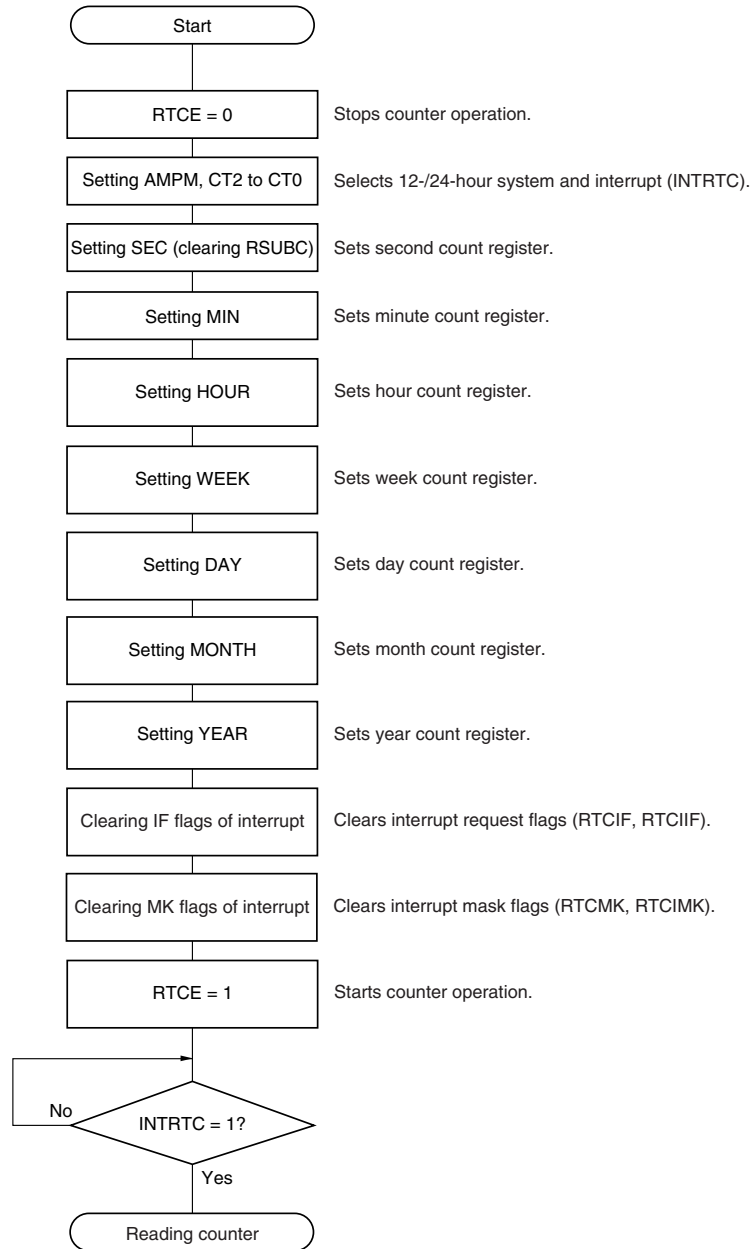 Start
RTCE = 0
Stops counter operation.
Setting AMPM, CT2 to CT0
Selects 12-/24-hour system and interrupt (INTRTC).
Setting SEC (clearing RSUBC)
Sets second count register.
Setting MIN
Sets minute count register.
Setting HOUR
Sets hour count register.
Setting WEEK
Sets week count register.
Setting DAY
Sets day count register.
Setting MONTH
Sets month count register.
Setting YEAR
Sets year count register.
Clearing IF flags of interrupt
Clears interrupt request flags (RTCIF, RTCIIF).
Clearing MK flags of interrupt
Clears interrupt mask flags (RTCMK, RTCIMK).
RTCE = 1
Starts counter operation.
No
INTRTC = 1?
Yes
Reading counter